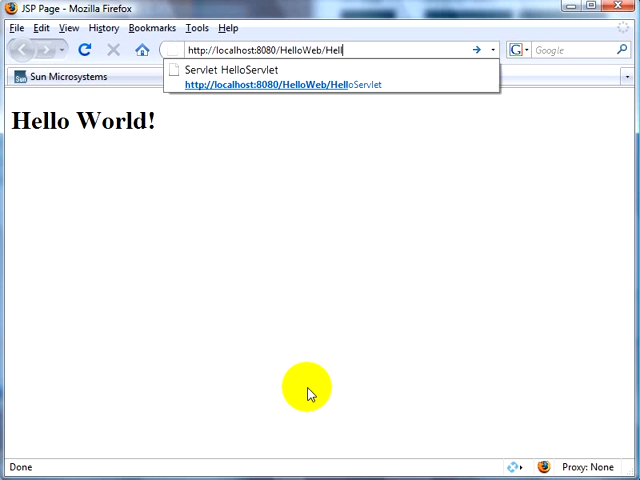 JSP Page - Mozilla Firefox
File Edit View History Bookmarks Tools Help
http://localhost:8080/HelloWeb/Hell
G Google
Servlet HelloServlet
http://localhost:8080/HelloWeb/HelloServlet
Sun Sun Microsystems
Hello World!
Done
Proxy: None